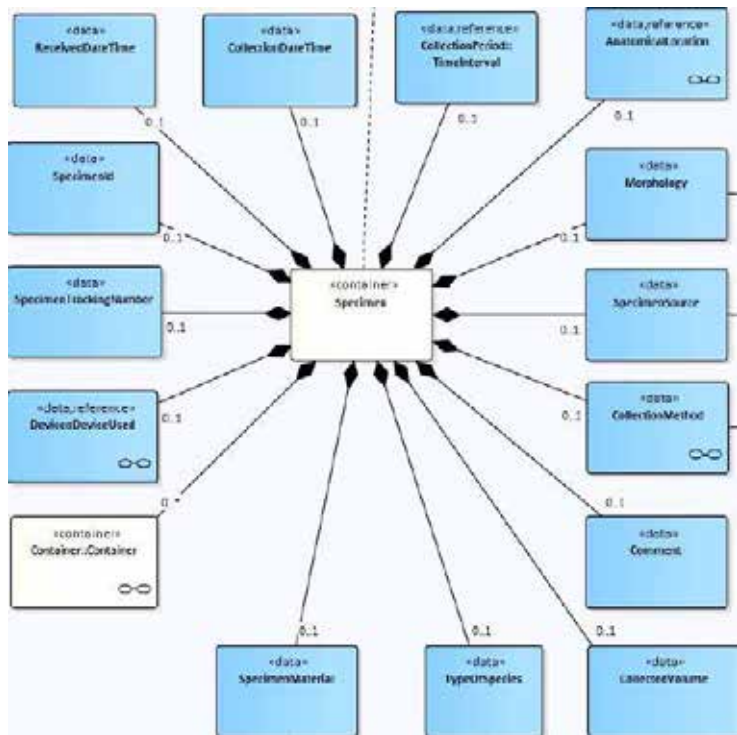 «data»
ReceivedDateTime
«data»
CollectionDateTime
«data,reference»
CollectionPeriod::
TimeInterval
«data,reference»
AnatomicalLocation
0..1
0..1
0..1
0..1
«data»
SpecimenId
«data»
Morphology
0..1
0..1
«container»
Specimen
«data»
SpecimenTrackingNumber
0..1
«data»
SpecimenSource
0..1
«data,reference»
0..1
«data»
CollectionMethod
0..1
0..*
«container»
Container::Container
0..1
«data»
Comment
0..1
0..1
0..1
«data»
SpecimenMaterial
«data»
TypeOfSpecies
«data»
CollectedVolume